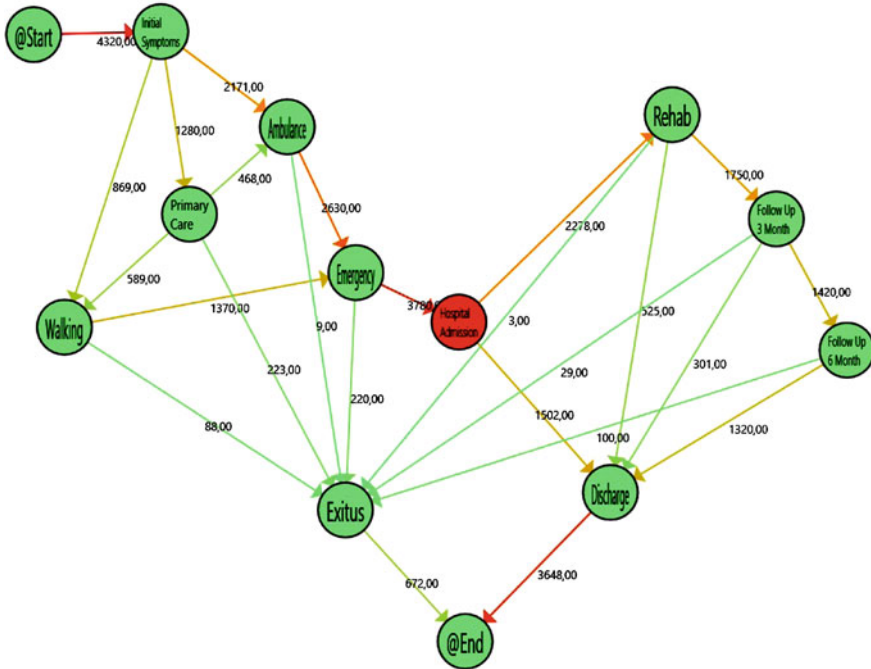 @Start
4320,00
Initial
Symptoms
2171,00
Ambulance
1280,00
869,00
468,00
Primary
Care
589,00
2630,00
Walking
1370,00
Emergency
3780,00
Hospital
Admission
Rehab
1750,00
2278,00
Follow Up
3 Month
1420,00
Follow Up
6 Month
9,00
3,00
525,00
223,00
220,00
29,00
301,00
88,00
1502,00
100,00
1320,00
Exitus
Discharge
672,00
3648,00
@End